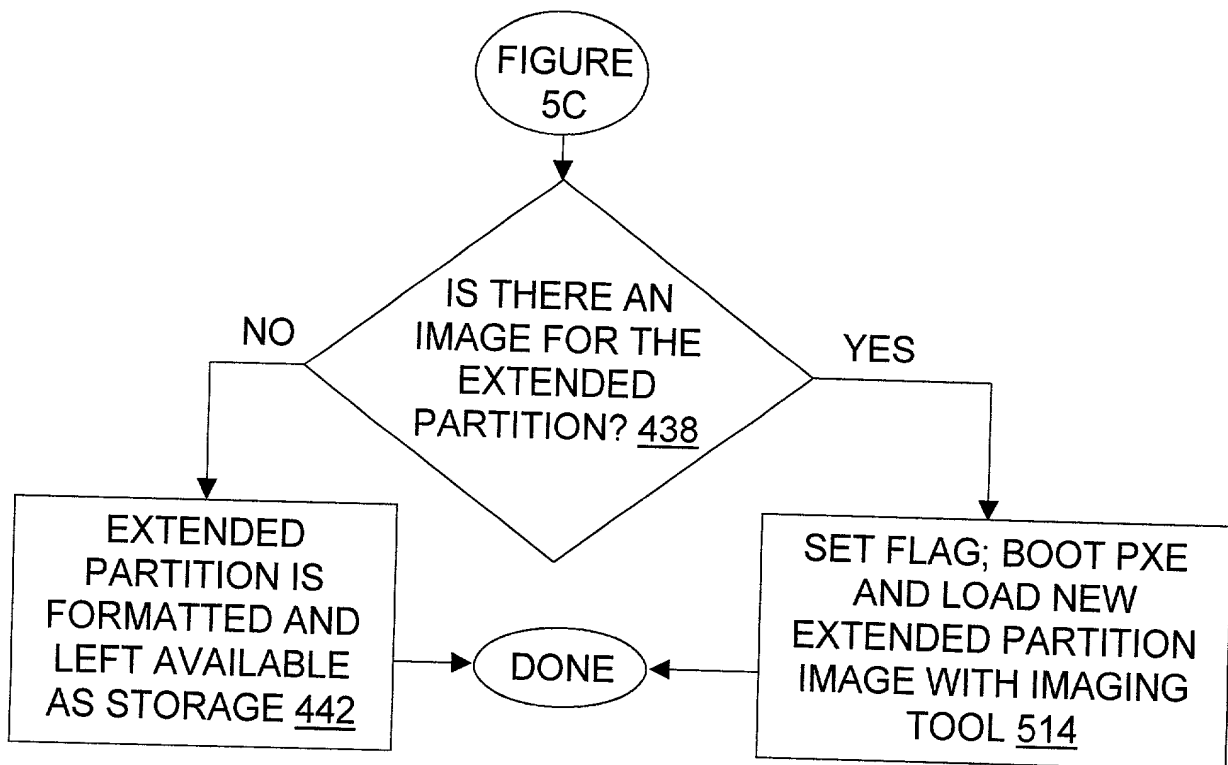 FIGURE
5C
IS THERE AN
IMAGE FOR THE
EXTENDED
PARTITION? 438
NO
YES
EXTENDED
PARTITION IS
FORMATTED AND
LEFT AVAILABLE
AS STORAGE 442
DONE
SET FLAG; BOOT PXE
AND LOAD NEW
EXTENDED PARTITION
IMAGE WITH IMAGING
TOOL 514